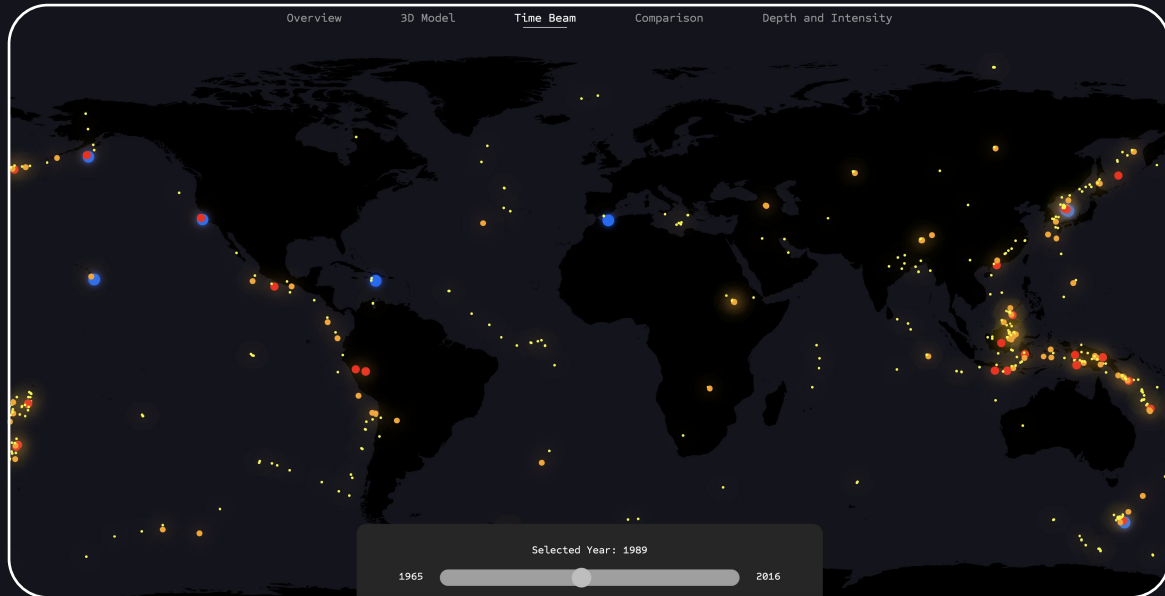 Overview 3D Model Time Beam Comparison Depth and Intensity
Selected Year: 1989
1965 2016